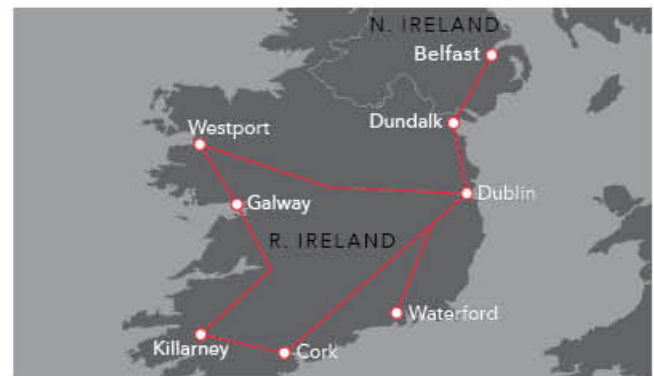 N. IRELAND
Belfast
Dundalk
Westport
Dublin
Galway
R. IRELAND
Waterford
Killarney
Cork